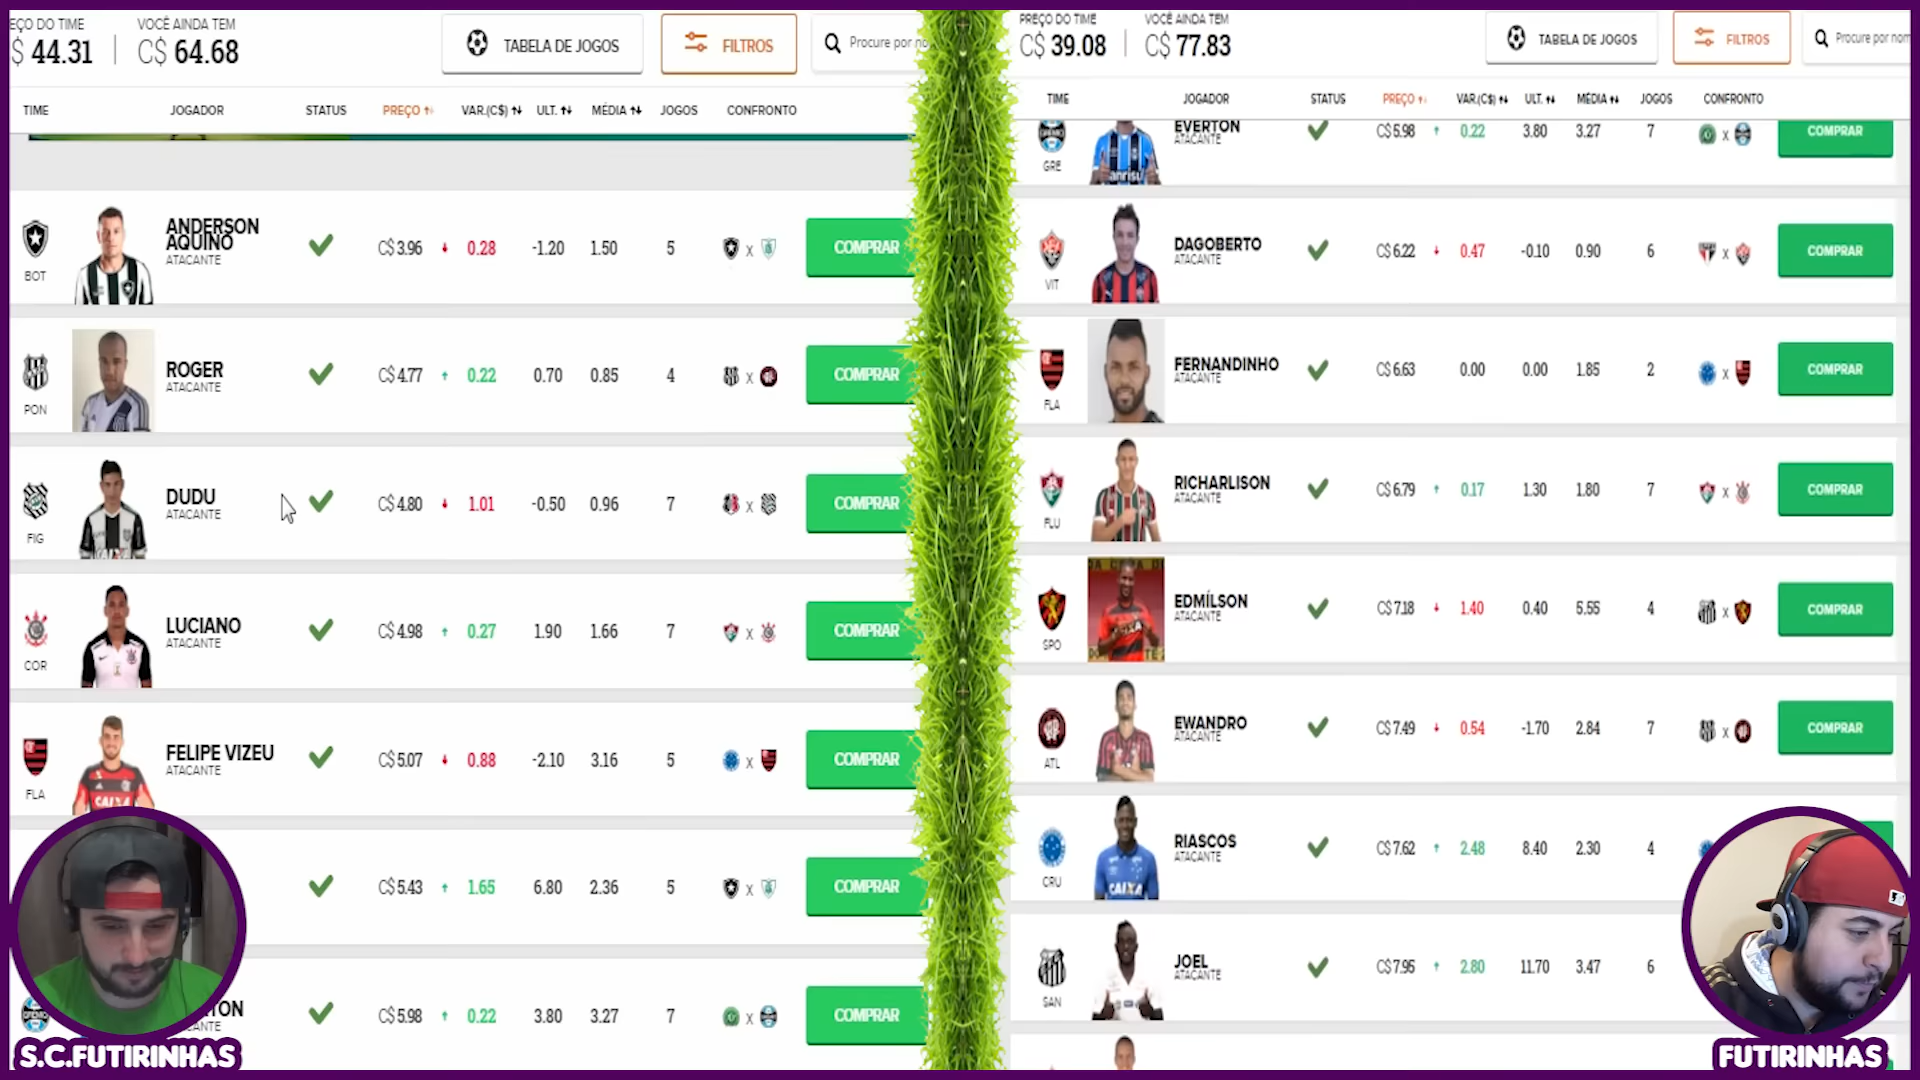 EÇO DO TIME
VOCÊ AINDA TEM
$ 44.31
C$ 64.68
TABELA DE JOGOS
FILTROS
Procure por no
TIME JOGADOR STATUS PREÇO VAR.(C$) ULT. MÉDIA JOGOS CONFRONTO
BOT
ANDERSON
AQUINO
ATACANTE
C$ 3.96 0.28 -1.20 1.50 5 X COMPRAR
PON
ROGER
ATACANTE
C$ 4.77 0.22 0.70 0.85 4 X COMPRAR
FIG
DUDU
ATACANTE
C$ 4.80 1.01 -0.50 0.96 7 X COMPRAR
COR
LUCIANO
ATACANTE
C$ 4.98 0.27 1.90 1.66 7 X COMPRAR
FLA
FELIPE VIZEU
ATACANTE
C$ 5.07 0.88 -2.10 3.16 5 X COMPRAR
C$ 5.43 1.65 6.80 2.36 5 X COMPRAR
TON
ACANTE
C$ 5.98 0.22 3.80 3.27 7 X COMPRAR
S.C.FUTIRINHAS
PREÇO DO TIME
VOCÊ AINDA TEM
C$ 39.08
C$ 77.83
TABELA DE JOGOS
FILTROS
Procure por nom
TIME JOGADOR STATUS PREÇO VAR.(C$) ULT. MÉDIA JOGOS CONFRONTO
GRE
EVERTON
ATACANTE
C$ 5.98 0.22 3.80 3.27 7 X COMPRAR
VIT
DAGOBERTO
ATACANTE
C$ 6.22 0.47 -0.10 0.90 6 X COMPRAR
FLA
FERNANDINHO
ATACANTE
C$ 6.63 0.00 0.00 1.85 2 X COMPRAR
FLU
RICHARLISON
ATACANTE
C$ 6.79 0.17 1.30 1.80 7 X COMPRAR
SPO
EDMÍLSON
ATACANTE
C$ 7.18 1.40 0.40 5.55 4 X COMPRAR
ATL
EWANDRO
ATACANTE
C$ 7.49 0.54 -1.70 2.84 7 X COMPRAR
CRU
RIASCOS
ATACANTE
C$ 7.62 2.48 8.40 2.30 4
SAN
JOEL
ATACANTE
C$ 7.95 2.80 11.70 3.47 6
FUTIRINHAS